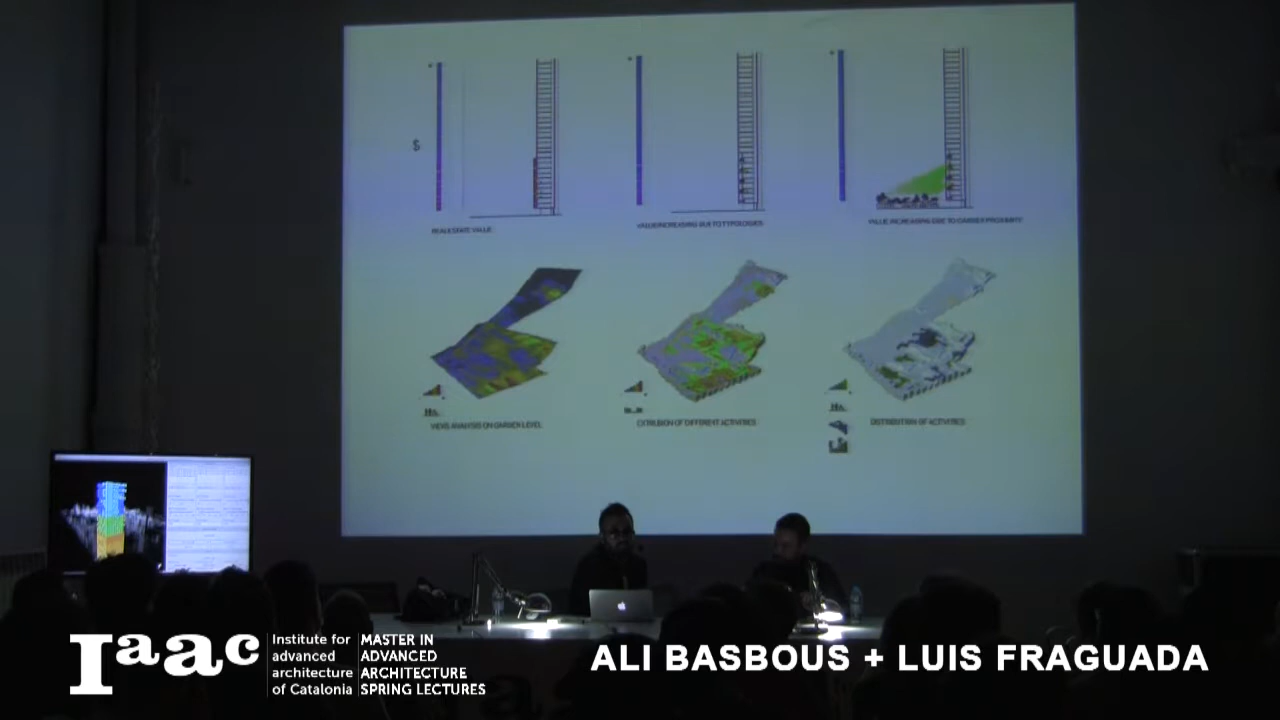 $
REAL STATE VALUE
VALUE INCREASING DUE TO TYPOLOGIES
VALUE INCREASING DUE TO GARDEN PROXIMITY
VIEWS ANALYSIS ON GARDEN LEVEL
EXTRUSION OF DIFFERENT ACTIVITIES
DISTRIBUTION OF ACTIVITIES
Iaac
Institute for
advanced
architecture
of Catalonia
MASTER IN
ADVANCED
ARCHITECTURE
SPRING LECTURES
ALI BASBOUS + LUIS FRAGUADA